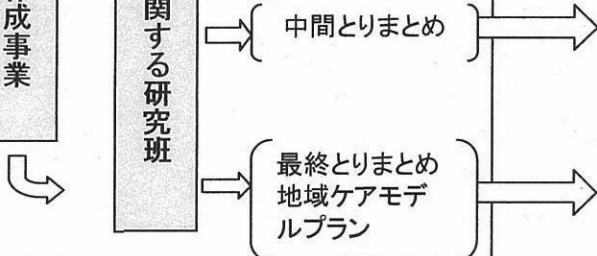 成事業
関する研究班
中間とりまとめ
最終とりまとめ
地域ケアモデ
ルプラン